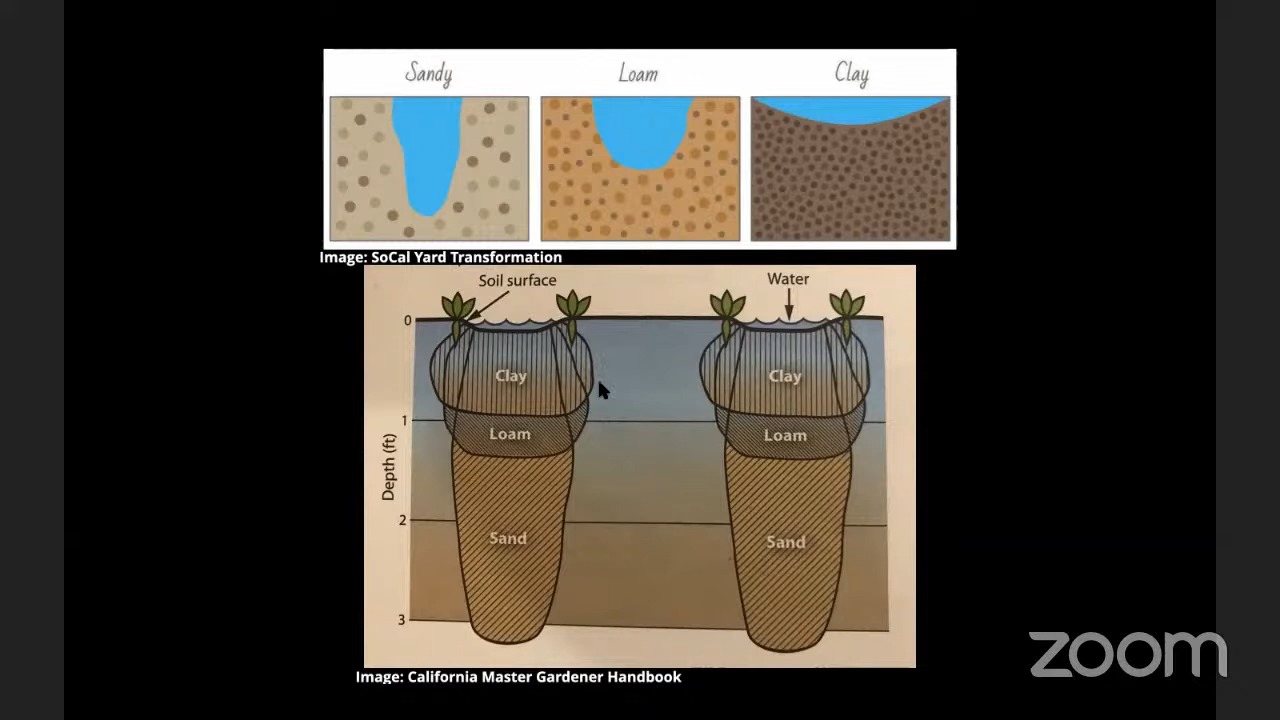 Sandy
Loam
Clay
Image: SoCal Yard Transformation
Soil surface
Water
0
Clay
Clay
1
Loam
Loam
Depth (ft)
2
Sand
Sand
3
zoom
Image: California Master Gardener Handbook